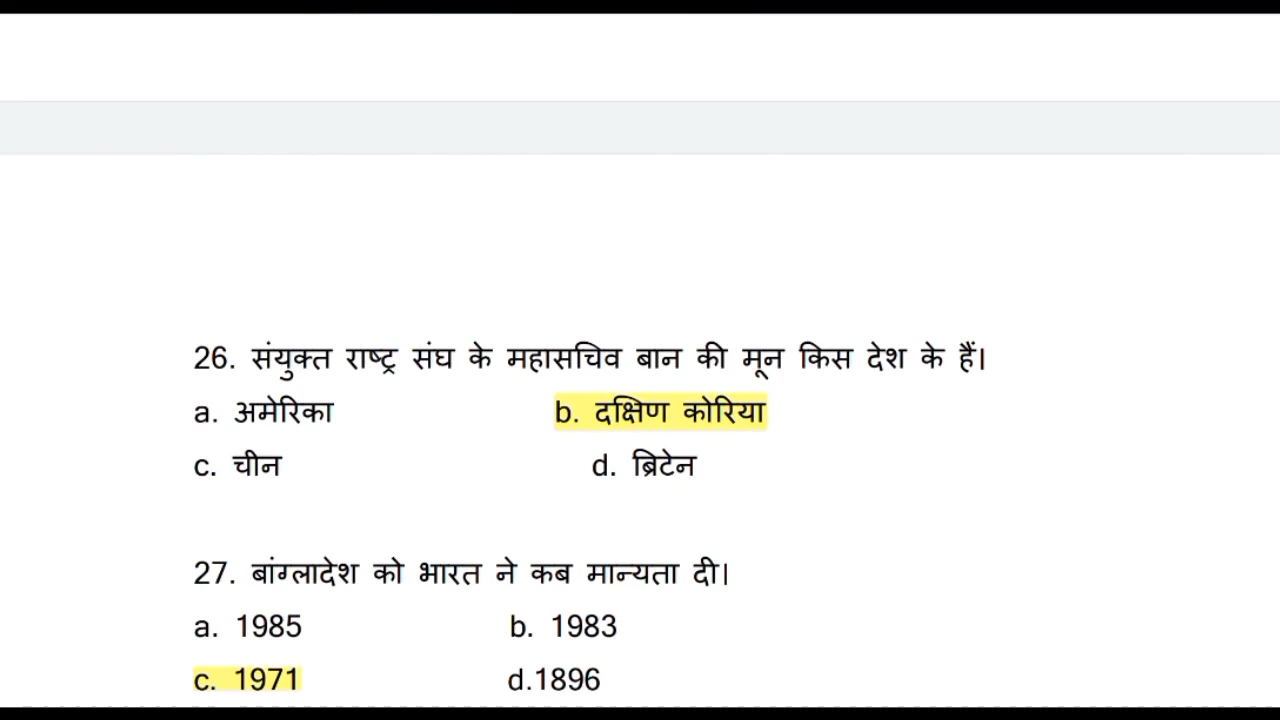 26. संयुक्त राष्ट्र संघ के महासचिव बान की मून किस देश के हैं।
a. अमेरिका b. दक्षिण कोरिया
c. चीन d. ब्रिटेन
27. बांग्लादेश को भारत ने कब मान्यता दी।
a. 1985 b. 1983
c. 1971 d.1896